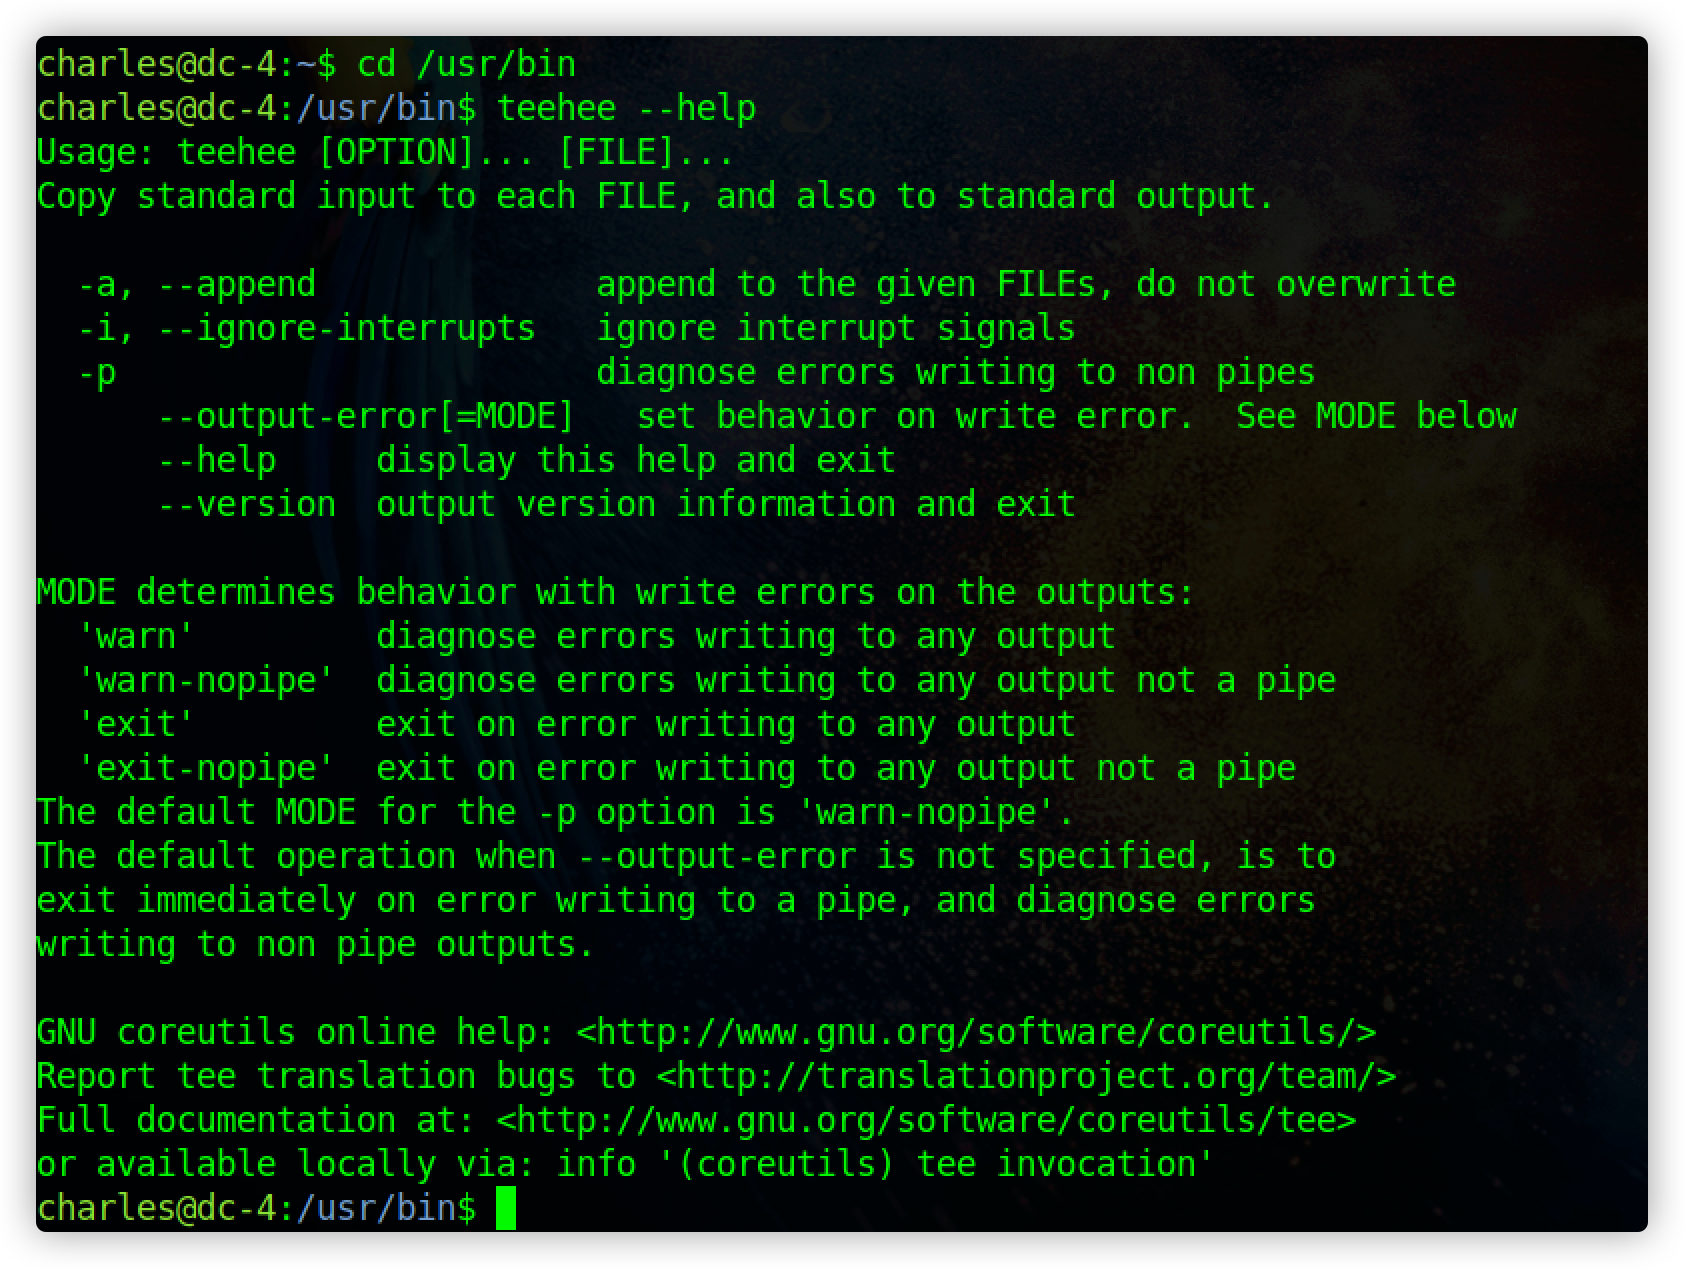 charles@dc-4:~$ cd /usr/bin
charles@dc-4:/usr/bin$ teehee --help
Usage: teehee [OPTION]... [FILE]...
Copy standard input to each FILE, and also to standard output.

  -a, --append              append to the given FILEs, do not overwrite
  -i, --ignore-interrupts   ignore interrupt signals
  -p                        diagnose errors writing to non pipes
      --output-error[=MODE]   set behavior on write error.  See MODE below
      --help     display this help and exit
      --version  output version information and exit

MODE determines behavior with write errors on the outputs:
  'warn'         diagnose errors writing to any output
  'warn-nopipe'  diagnose errors writing to any output not a pipe
  'exit'         exit on error writing to any output
  'exit-nopipe'  exit on error writing to any output not a pipe
The default MODE for the -p option is 'warn-nopipe'.
The default operation when --output-error is not specified, is to
exit immediately on error writing to a pipe, and diagnose errors
writing to non pipe outputs.

GNU coreutils online help: <http://www.gnu.org/software/coreutils/>
Report tee translation bugs to <http://translationproject.org/team/>
Full documentation at: <http://www.gnu.org/software/coreutils/tee>
or available locally via: info '(coreutils) tee invocation'
charles@dc-4:/usr/bin$